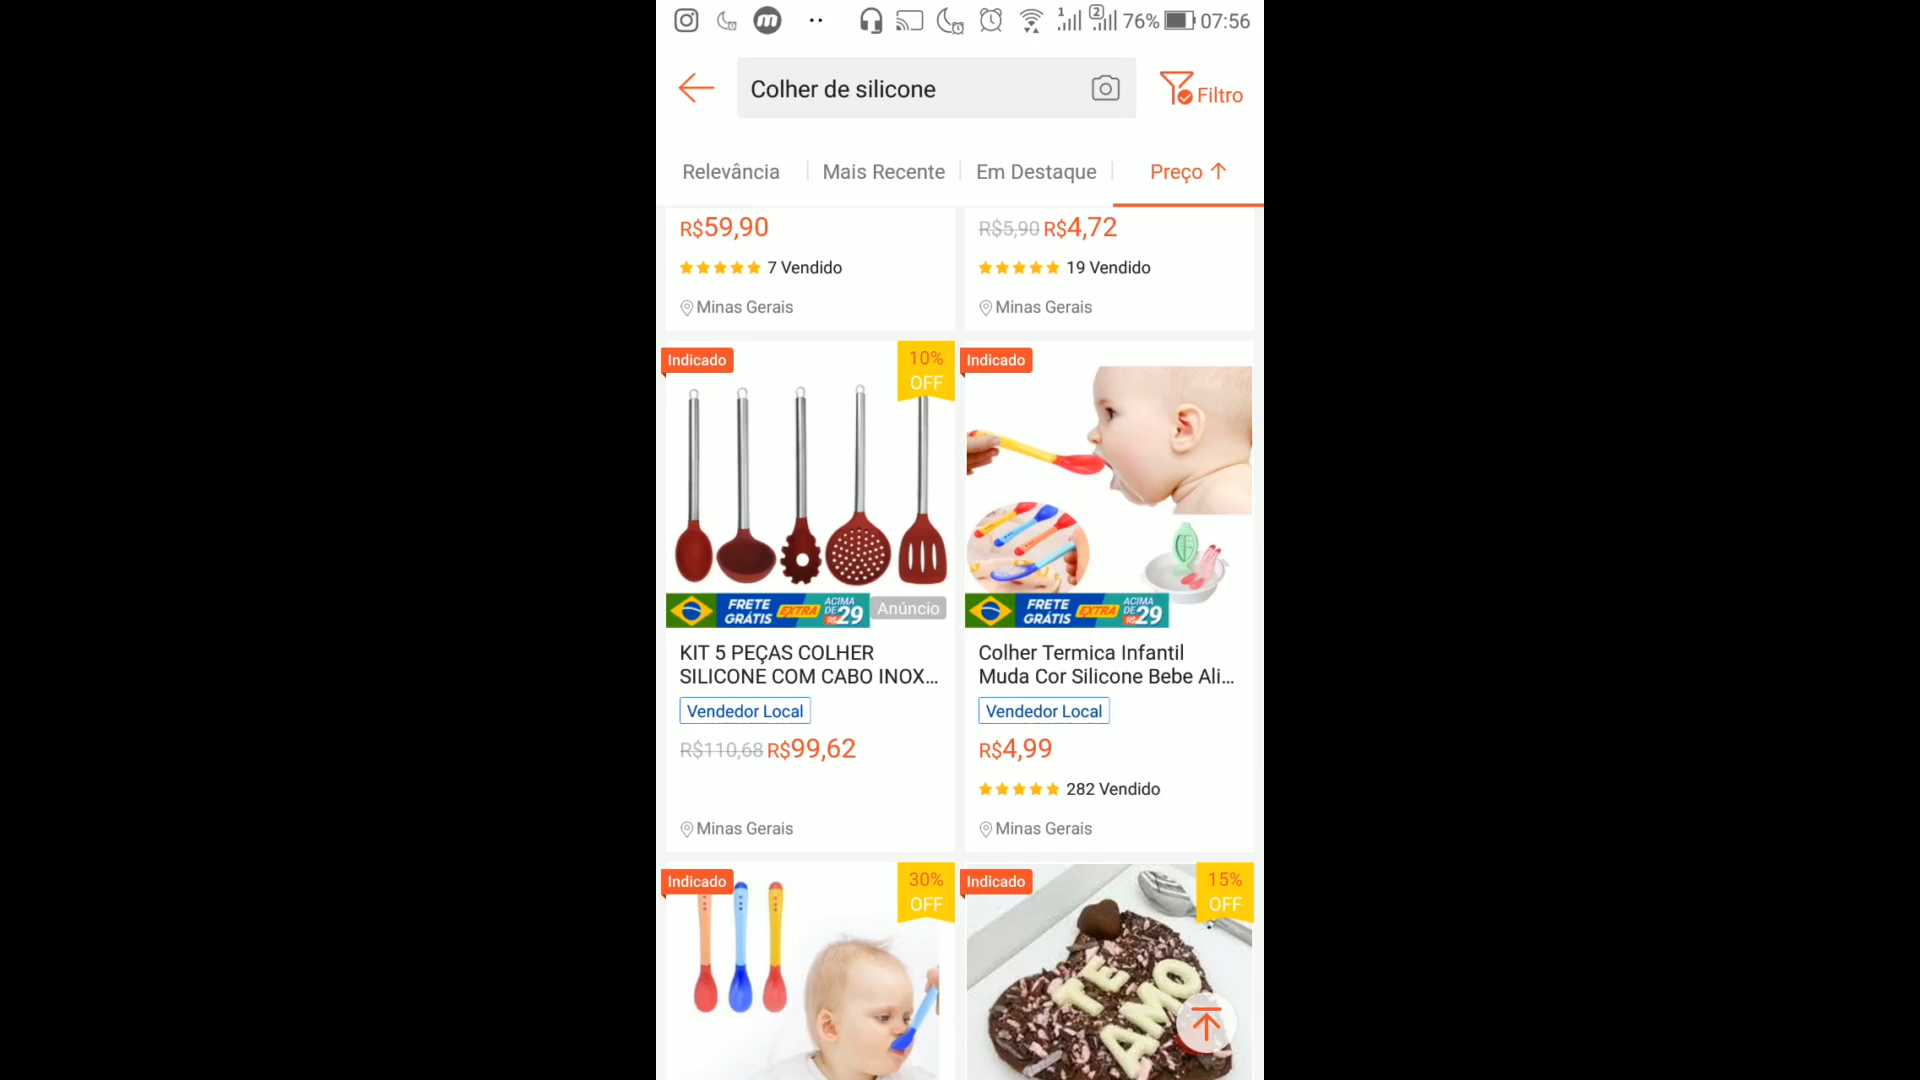 76% 07:56
Colher de silicone
Filtro
Relevância Mais Recente Em Destaque Preço ↑
R$59,90
7 Vendido
Minas Gerais
R$5,90 R$4,72
19 Vendido
Minas Gerais
Indicado
10%
OFF
FRETE GRÁTIS EXTRA ACIMA DE R$29
Anúncio
KIT 5 PEÇAS COLHER
SILICONE COM CABO INOX...
Vendedor Local
R$110,68 R$99,62
Minas Gerais
Indicado
FRETE GRÁTIS EXTRA ACIMA DE R$29
Colher Termica Infantil
Muda Cor Silicone Bebe Ali...
Vendedor Local
R$4,99
282 Vendido
Minas Gerais
Indicado
30%
OFF
Indicado
15%
OFF
TE
AMO